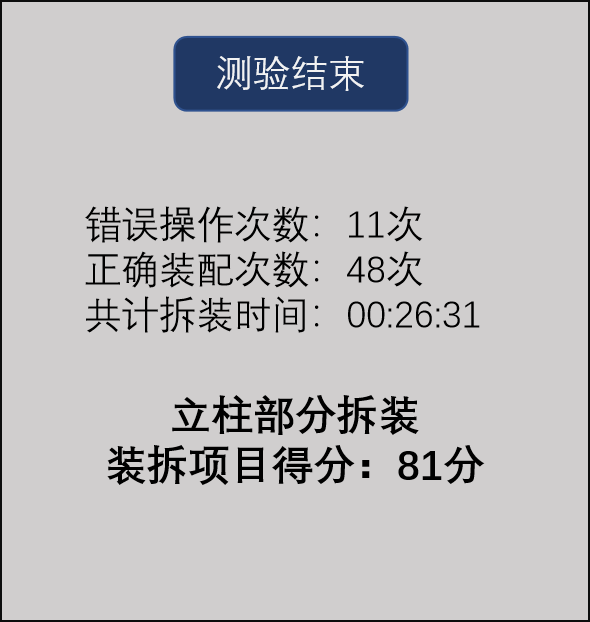 测验结束
错误操作次数：11次
正确装配次数：48次
共计拆装时间：00:26:31
立柱部分拆装
装拆项目得分：81分